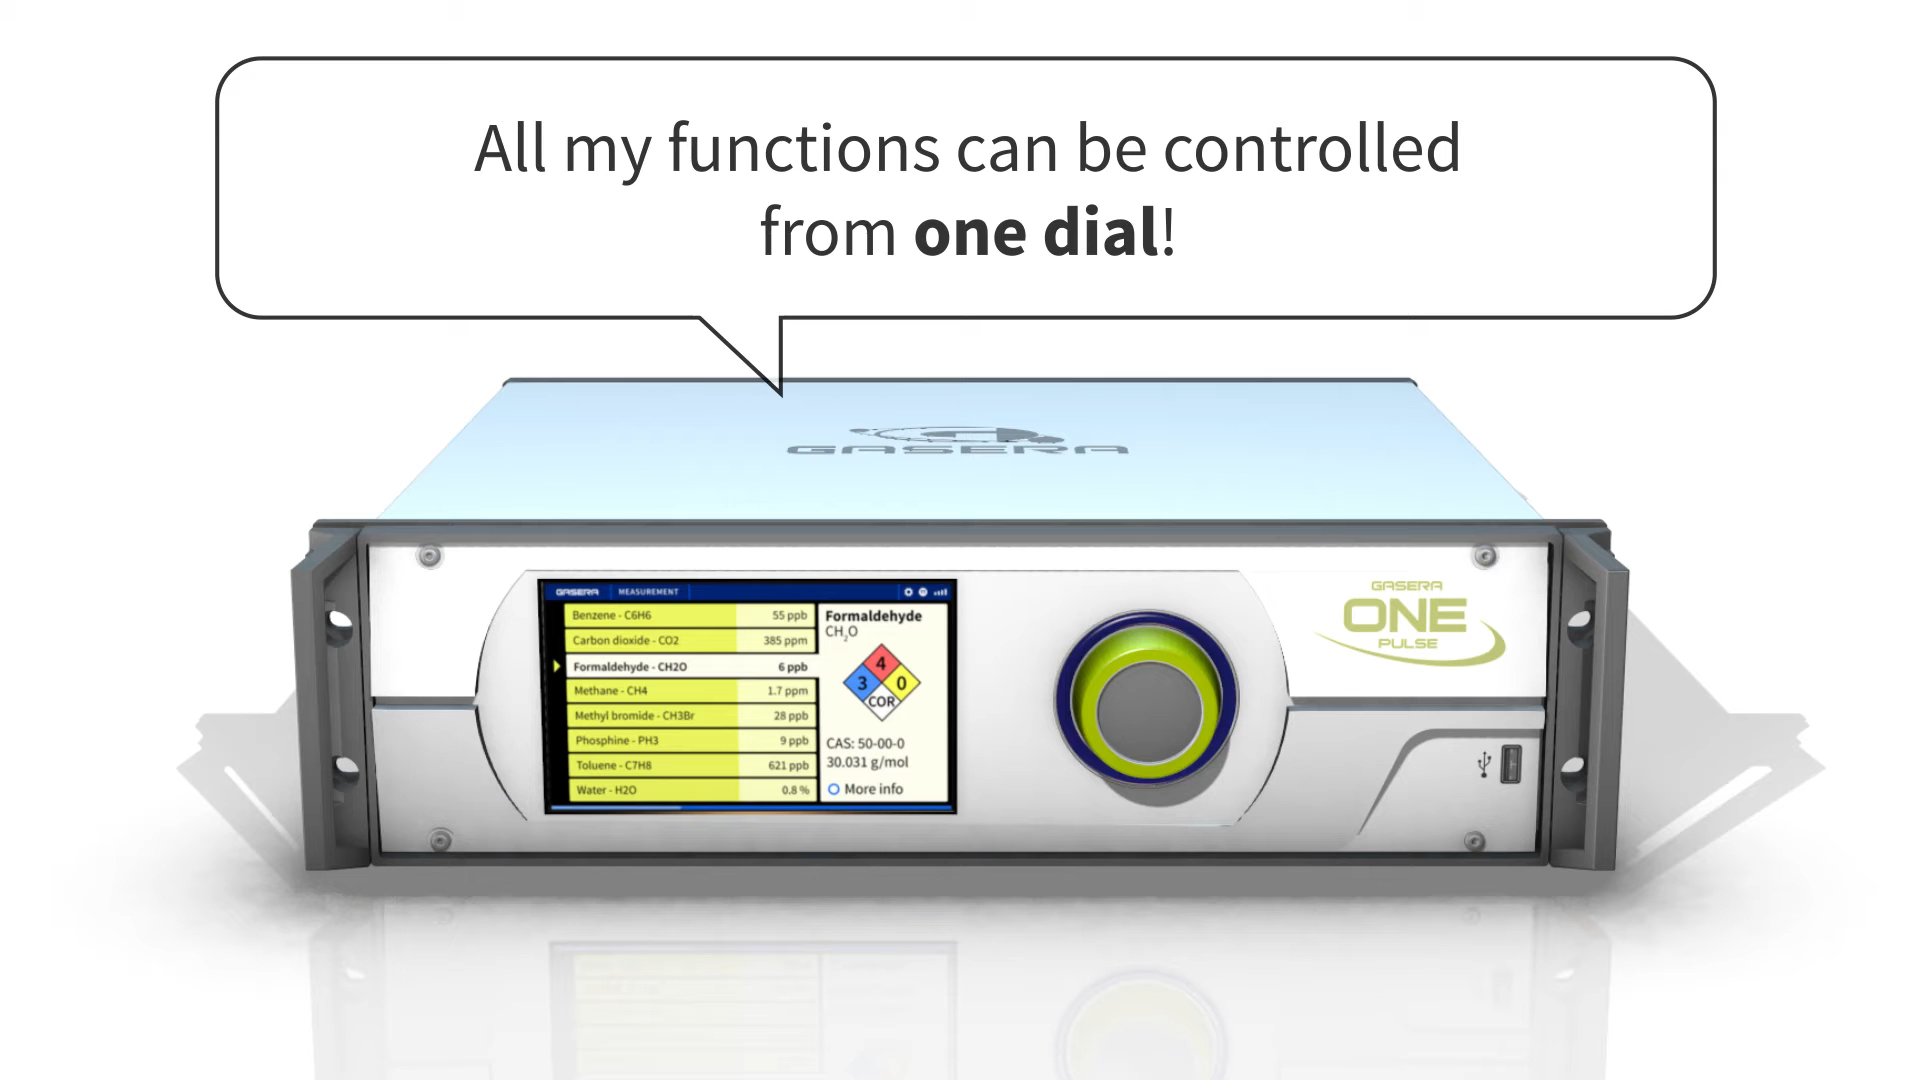 All my functions can be controlled
from one dial!
GASERA
GASERA
ONE
PULSE
GASERA MEASUREMENT
Benzene - C6H6 55 ppb
Carbon dioxide - CO2 385 ppm
Formaldehyde - CH2O 6 ppb
Methane - CH4 1.7 ppm
Methyl bromide - CH3Br 28 ppb
Phosphine - PH3 9 ppb
Toluene - C7H8 621 ppb
Water - H2O 0.8 %
Formaldehyde
CH₂O
4
3 0
COR
CAS: 50-00-0
30.031 g/mol
More info